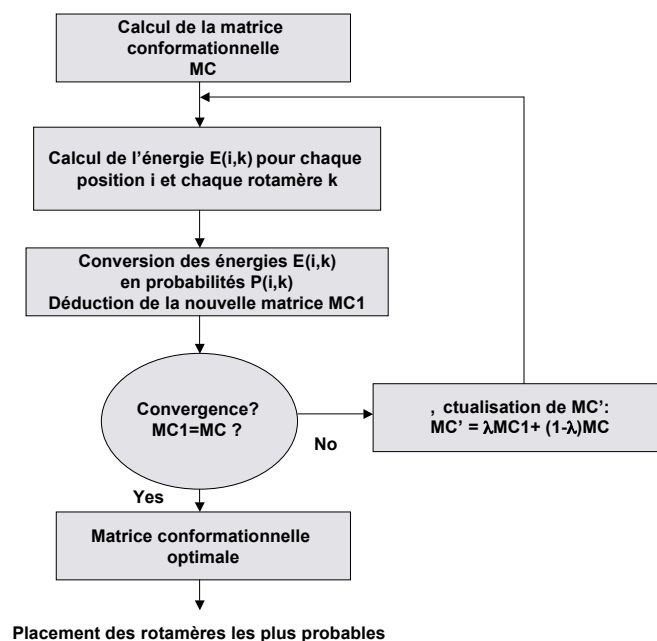 Calcul de la matrice
conformationnelle
MC
Calcul de l'énergie E(i,k) pour chaque
position i et chaque rotamère k
Conversion des énergies E(i,k)
en probabilités P(i,k)
Déduction de la nouvelle matrice MC1
Convergence?
MC1=MC ?
No
, ctualisation de MC':
MC' = λMC1+ (1-λ)MC
Yes
Matrice conformationnelle
optimale
Placement des rotamères les plus probables